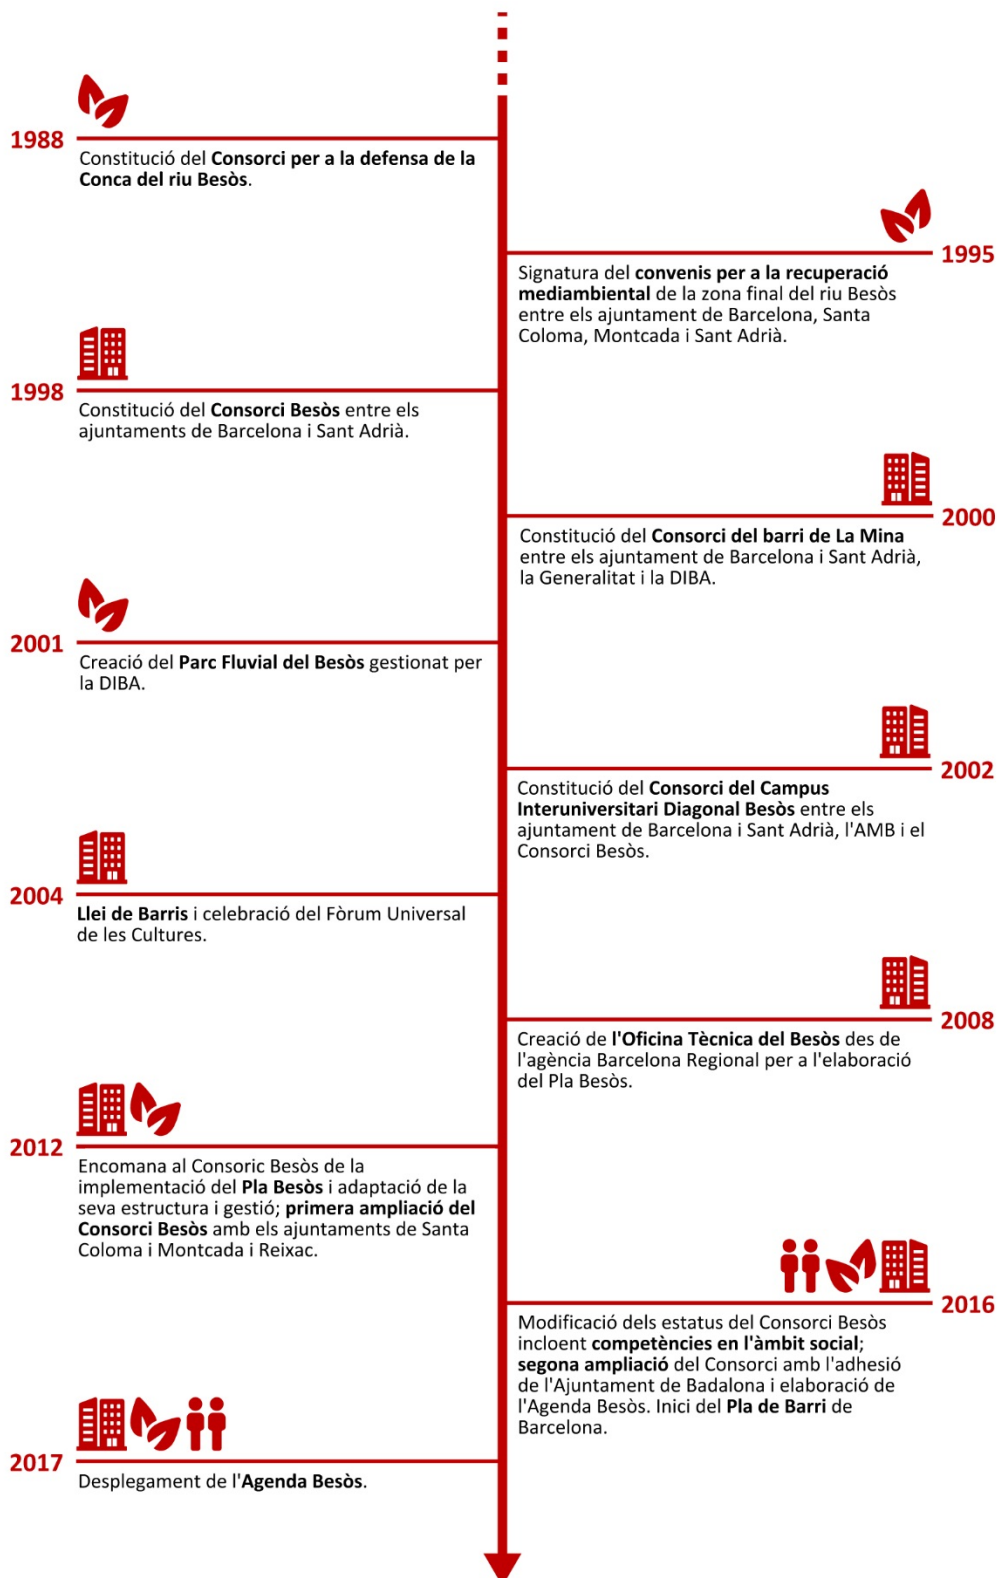 1988
Constitució del Consorci per a la defensa de la
Conca del riu Besòs.
1995
Signatura del convenis per a la recuperació
mediambiental de la zona final del riu Besòs
entre els ajuntament de Barcelona, Santa
Coloma, Montcada i Sant Adrià.
1998
Constitució del Consorci Besòs entre els
ajuntaments de Barcelona i Sant Adrià.
2000
Constitució del Consorci del barri de La Mina
entre els ajuntament de Barcelona i Sant Adrià,
la Generalitat i la DIBA.
2001
Creació del Parc Fluvial del Besòs gestionat per
la DIBA.
2002
Constitució del Consorci del Campus
Interuniversitari Diagonal Besòs entre els
ajuntament de Barcelona i Sant Adrià, l'AMB i el
Consorci Besòs.
2004
Llei de Barris i celebració del Fòrum Universal
de les Cultures.
2008
Creació de l'Oficina Tècnica del Besòs des de
l'agència Barcelona Regional per a l'elaboració
del Pla Besòs.
2012
Encomana al Consoric Besòs de la
implementació del Pla Besòs i adaptació de la
seva estructura i gestió; primera ampliació del
Consorci Besòs amb els ajuntaments de Santa
Coloma i Montcada i Reixac.
2016
Modificació dels estatus del Consorci Besòs
incloent competències en l'àmbit social;
segona ampliació del Consorci amb l'adhesió
de l'Ajuntament de Badalona i elaboració de
l'Agenda Besòs. Inici del Pla de Barri de
Barcelona.
2017
Desplegament de l'Agenda Besòs.